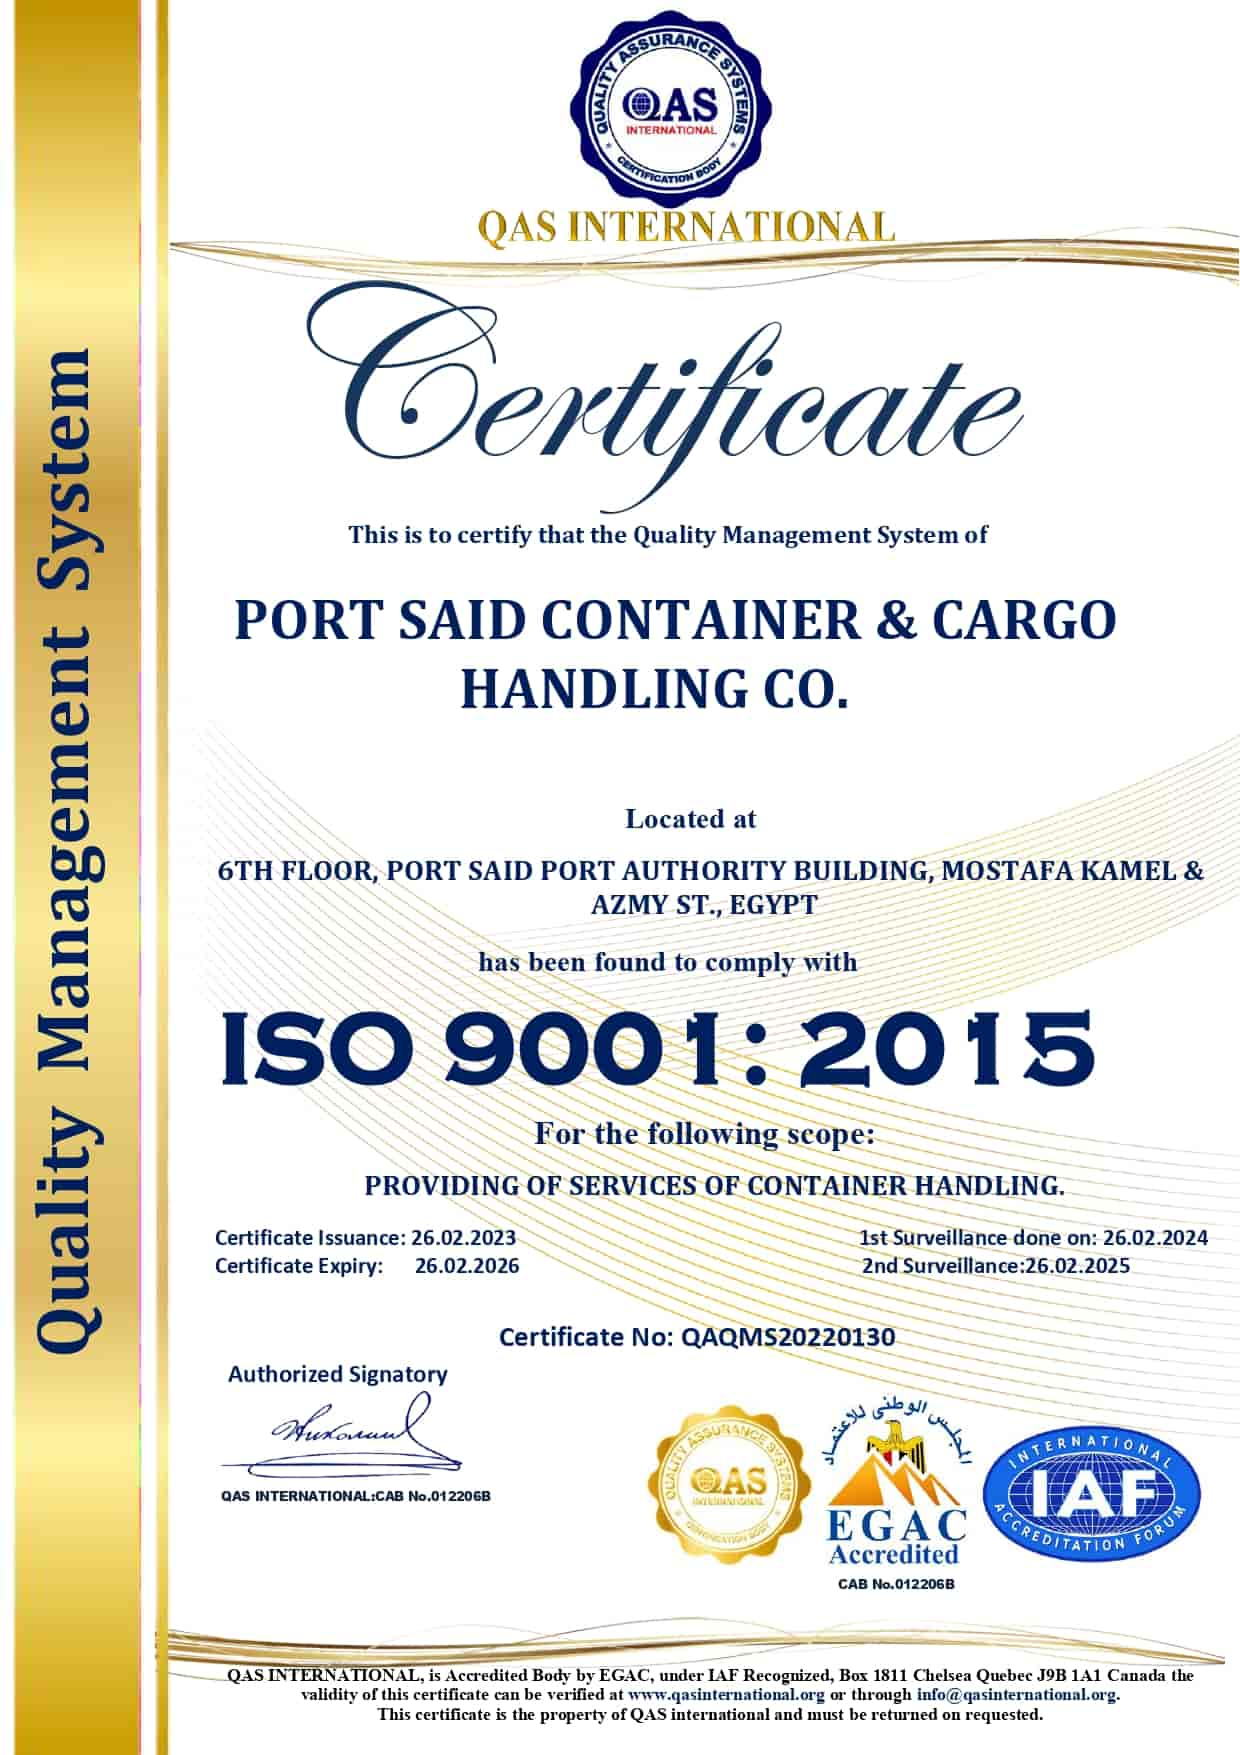 QUALITY ASSURANCE SYSTEMS
QAS
INTERNATIONAL
CERTIFICATION BODY
QAS INTERNATIONAL
Certificate
Quality Management System
This is to certify that the Quality Management System of
PORT SAID CONTAINER & CARGO
HANDLING CO.
Located at
6TH FLOOR, PORT SAID PORT AUTHORITY BUILDING, MOSTAFA KAMEL &
AZMY ST., EGYPT
has been found to comply with
ISO 9001:2015
For the following scope:
PROVIDING OF SERVICES OF CONTAINER HANDLING.
Certificate Issuance: 26.02.2023
1st Surveillance done on: 26.02.2024
Certificate Expiry: 26.02.2026
2nd Surveillance:26.02.2025
Certificate No: QAQMS20220130
Authorized Signatory
QAS INTERNATIONAL:CAB No.012206B
QUALITY ASSURANCE SYSTEMS
QAS
INTERNATIONAL
CERTIFICATION BODY
المجلس الوطنى للاعتماد
EGAC
Accredited
CAB No.012206B
INTERNATIONAL
IAF
ACCREDITATION FORUM
QAS INTERNATIONAL, is Accredited Body by EGAC, under IAF Recognized, Box 1811 Chelsea Quebec J9B 1A1 Canada the
validity of this certificate can be verified at www.qasinternational.org or through info@qasinternational.org.
This certificate is the property of QAS international and must be returned on requested.